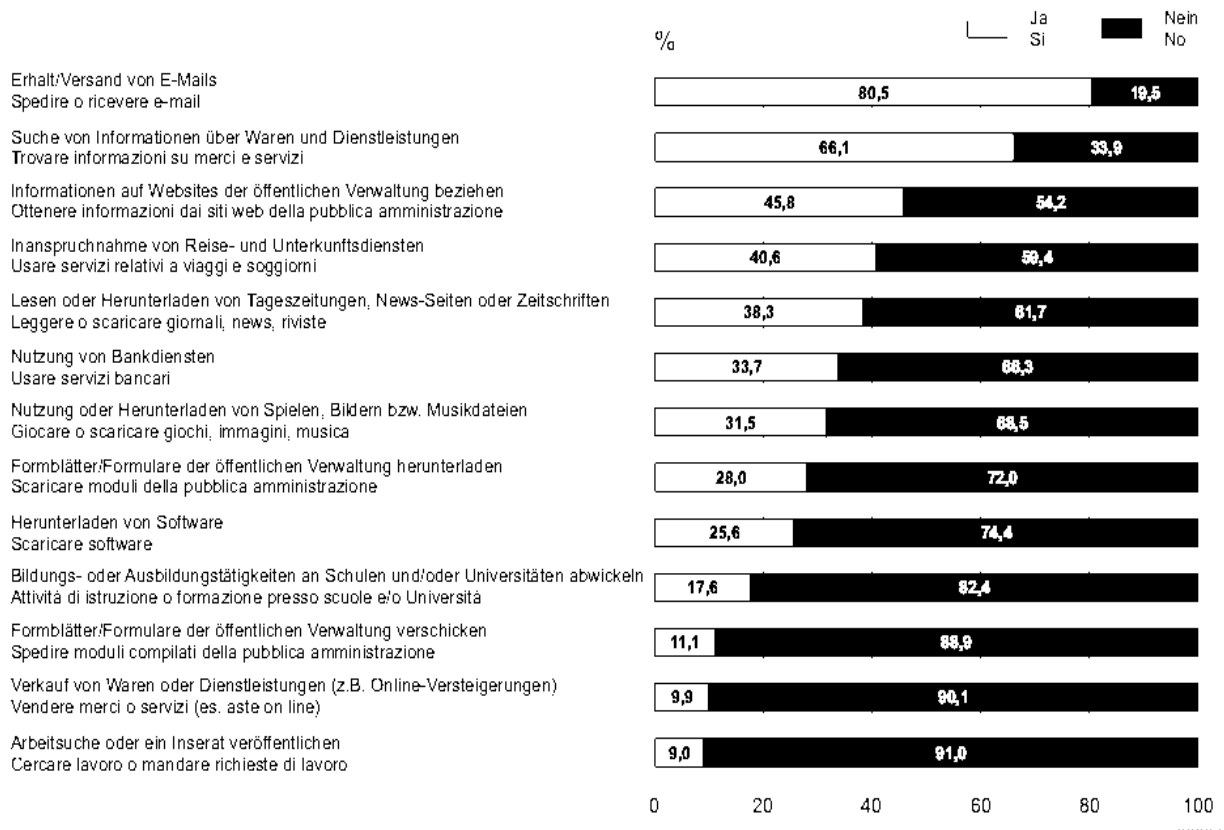 %
Ja
Si
Nein
No
Erhalt/Versand von E-Mails
Spedire o ricevere e-mail
80,5 19,5
Suche von Informationen über Waren und Dienstleistungen
Trovare informazioni su merci e servizi
66,1 33,9
Informationen auf Websites der öffentlichen Verwaltung beziehen
Ottenere informazioni dai siti web della pubblica amministrazione
45,8 54,2
Inanspruchnahme von Reise- und Unterkunftsdiensten
Usare servizi relativi a viaggi e soggiorni
40,6 59,4
Lesen oder Herunterladen von Tageszeitungen, News-Seiten oder Zeitschriften
Leggere o scaricare giornali, news, riviste
38,3 61,7
Nutzung von Bankdiensten
Usare servizi bancari
33,7 66,3
Nutzung oder Herunterladen von Spielen, Bildern bzw. Musikdateien
Giocare o scaricare giochi, immagini, musica
31,5 68,5
Formblätter/Formulare der öffentlichen Verwaltung herunterladen
Scaricare moduli della pubblica amministrazione
28,0 72,0
Herunterladen von Software
Scaricare software
25,6 74,4
Bildungs- oder Ausbildungstätigkeiten an Schulen und/oder Universitäten abwickeln
Attività di istruzione o formazione presso scuole e/o Università
17,6 82,4
Formblätter/Formulare der öffentlichen Verwaltung verschicken
Spedire moduli compilati della pubblica amministrazione
11,1 88,9
Verkauf von Waren oder Dienstleistungen (z.B. Online-Versteigerungen)
Vendere merci o servizi (es. aste on line)
9,9 90,1
Arbeitsuche oder ein Inserat veröffentlichen
Cercare lavoro o mandare richieste di lavoro
9,0 91,0
0 20 40 60 80 100